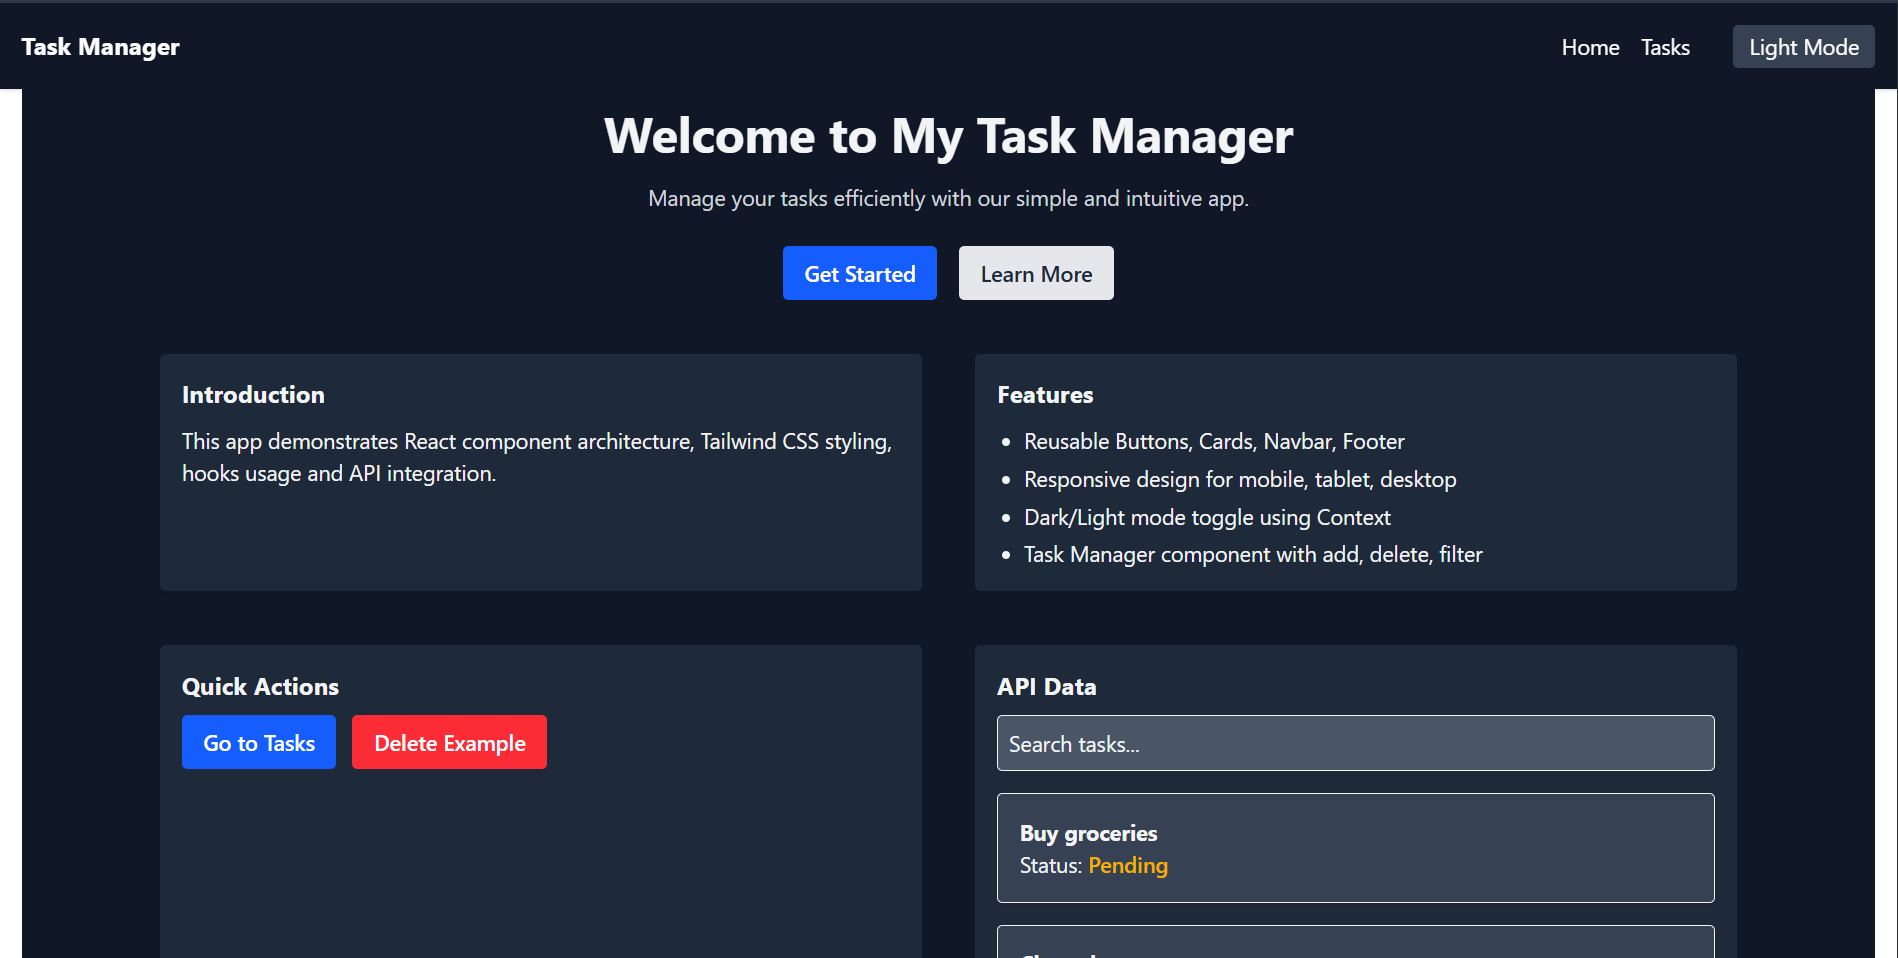 Task Manager
Home
Tasks
Light Mode
Welcome to My Task Manager
Manage your tasks efficiently with our simple and intuitive app.
Get Started
Learn More
Introduction
This app demonstrates React component architecture, Tailwind CSS styling,
hooks usage and API integration.
Features
Reusable Buttons, Cards, Navbar, Footer
Responsive design for mobile, tablet, desktop
Dark/Light mode toggle using Context
Task Manager component with add, delete, filter
Quick Actions
Go to Tasks
Delete Example
API Data
Search tasks...
Buy groceries
Status: Pending